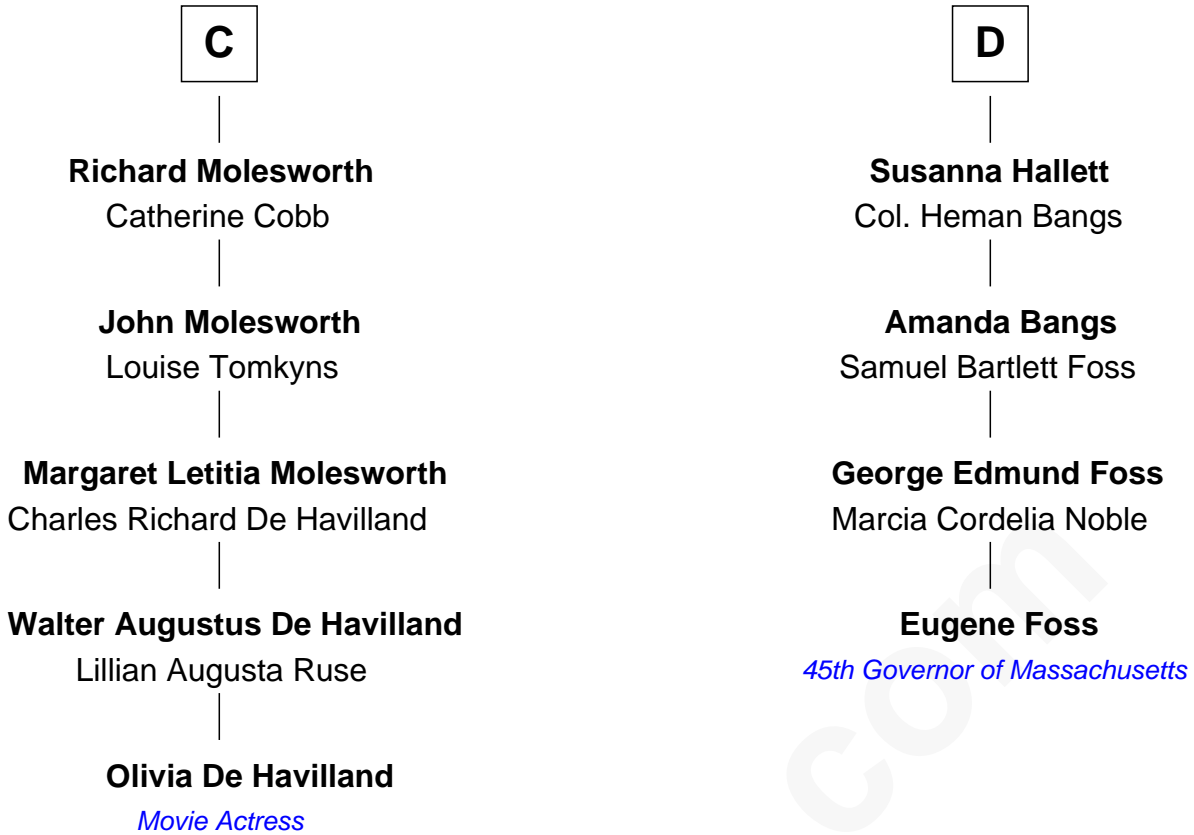 C
Richard Molesworth
Catherine Cobb
John Molesworth
Louise Tomkyns
Margaret Letitia Molesworth
Charles Richard De Havilland
Walter Augustus De Havilland
Lillian Augusta Ruse
Olivia De Havilland
Movie Actress
D
Susanna Hallett
Col. Heman Bangs
Amanda Bangs
Samuel Bartlett Foss
George Edmund Foss
Marcia Cordelia Noble
Eugene Foss
45th Governor of Massachusetts
com